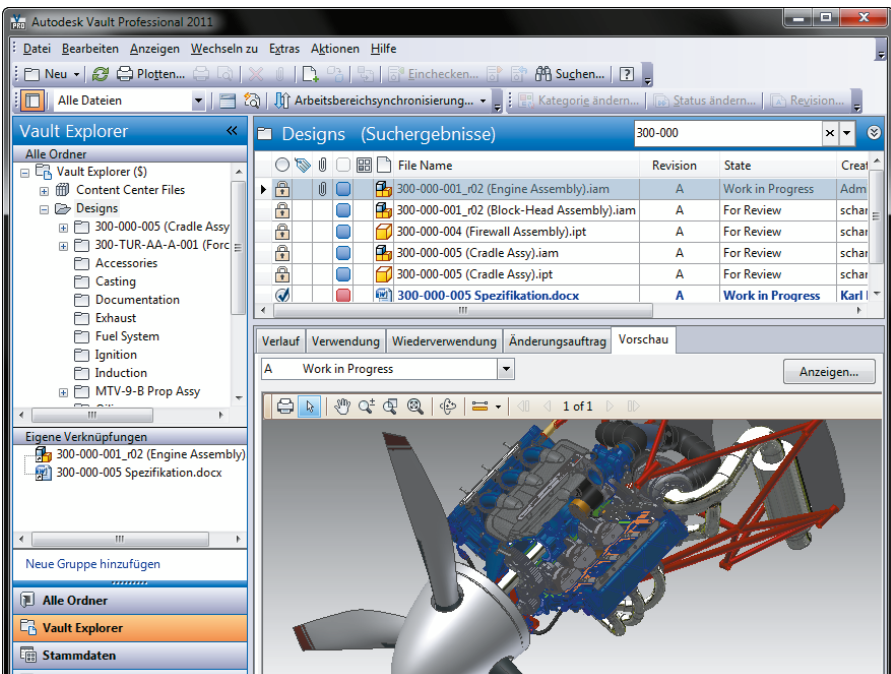 Autodesk Vault Professional 2011
Datei Bearbeiten Anzeigen Wechseln zu Extras Aktionen Hilfe
Neu Plotten... Einchecken... Suchen...
Alle Dateien Arbeitsbereichsynchronisierung... Kategorie ändern... Status ändern... Revision...
Vault Explorer
Alle Ordner
Vault Explorer ($)
Content Center Files
Designs
300-000-005 (Cradle Assy
300-TUR-AA-A-001 (Forc
Accessories
Casting
Documentation
Exhaust
Fuel System
Ignition
Induction
MTV-9-B Prop Assy
Eigene Verknüpfungen
300-000-001_r02 (Engine Assembly)
300-000-005 Spezifikation.docx
Neue Gruppe hinzufügen
Alle Ordner
Vault Explorer
Stammdaten
Designs (Suchergebnisse) 300-000
File Name Revision State Creat
300-000-001_r02 (Engine Assembly).iam A Work in Progress Adm
300-000-001_r02 (Block-Head Assembly).iam A For Review schar
300-000-004 (Firewall Assembly).ipt A For Review schar
300-000-005 (Cradle Assy).iam A For Review schar
300-000-005 (Cradle Assy).ipt A For Review schar
300-000-005 Spezifikation.docx A Work in Progress Karl
Verlauf Verwendung Wiederverwendung Änderungsauftrag Vorschau
A Work in Progress Anzeigen...
1 of 1